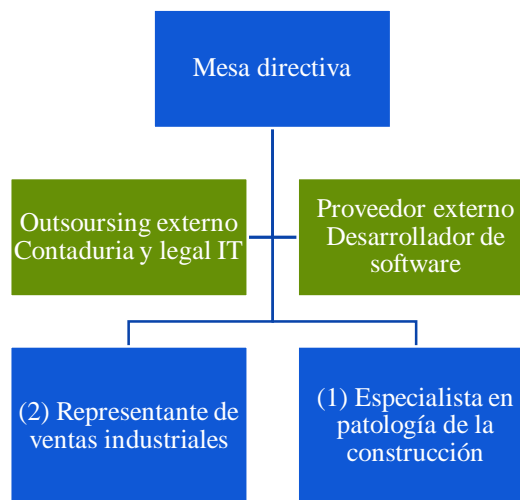 Mesa directiva
Outsoursing externo
Contaduria y legal IT
Proveedor externo
Desarrollador de
software
(2) Representante de
ventas industriales
(1) Especialista en
patología de la
construcción